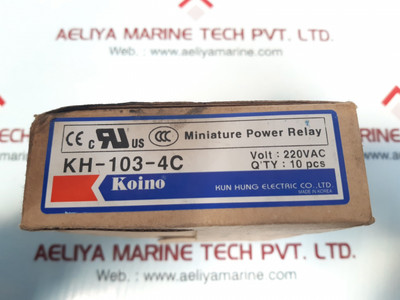 AELIYA MARINE TECH PVT. LTD.
Web. : www.aeliyamarine.com
CE c RU US CCC Miniature Power Relay
KH-103-4C
Volt : 220VAC
Q'TY : 10 pcs
Koino
KUN HUNG ELECTRIC CO.,LTD.
MADE IN KOREA
AELIYA MARINE TECH PVT. LTD.
Web. : www.aeliyamarine.com